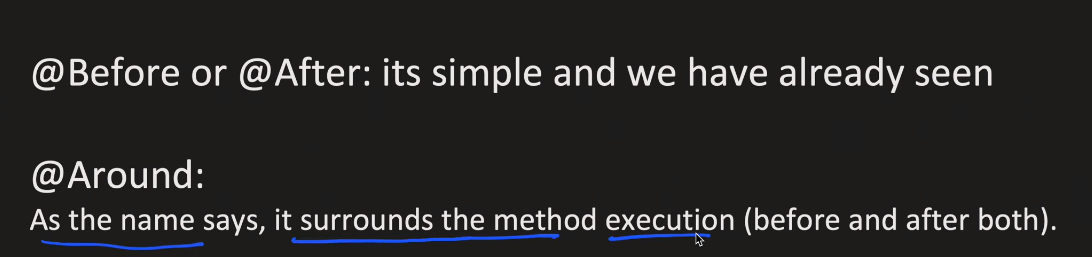 @Before or @After: its simple and we have already seen
@Around:
As the name says, it surrounds the method execution (before and after both).